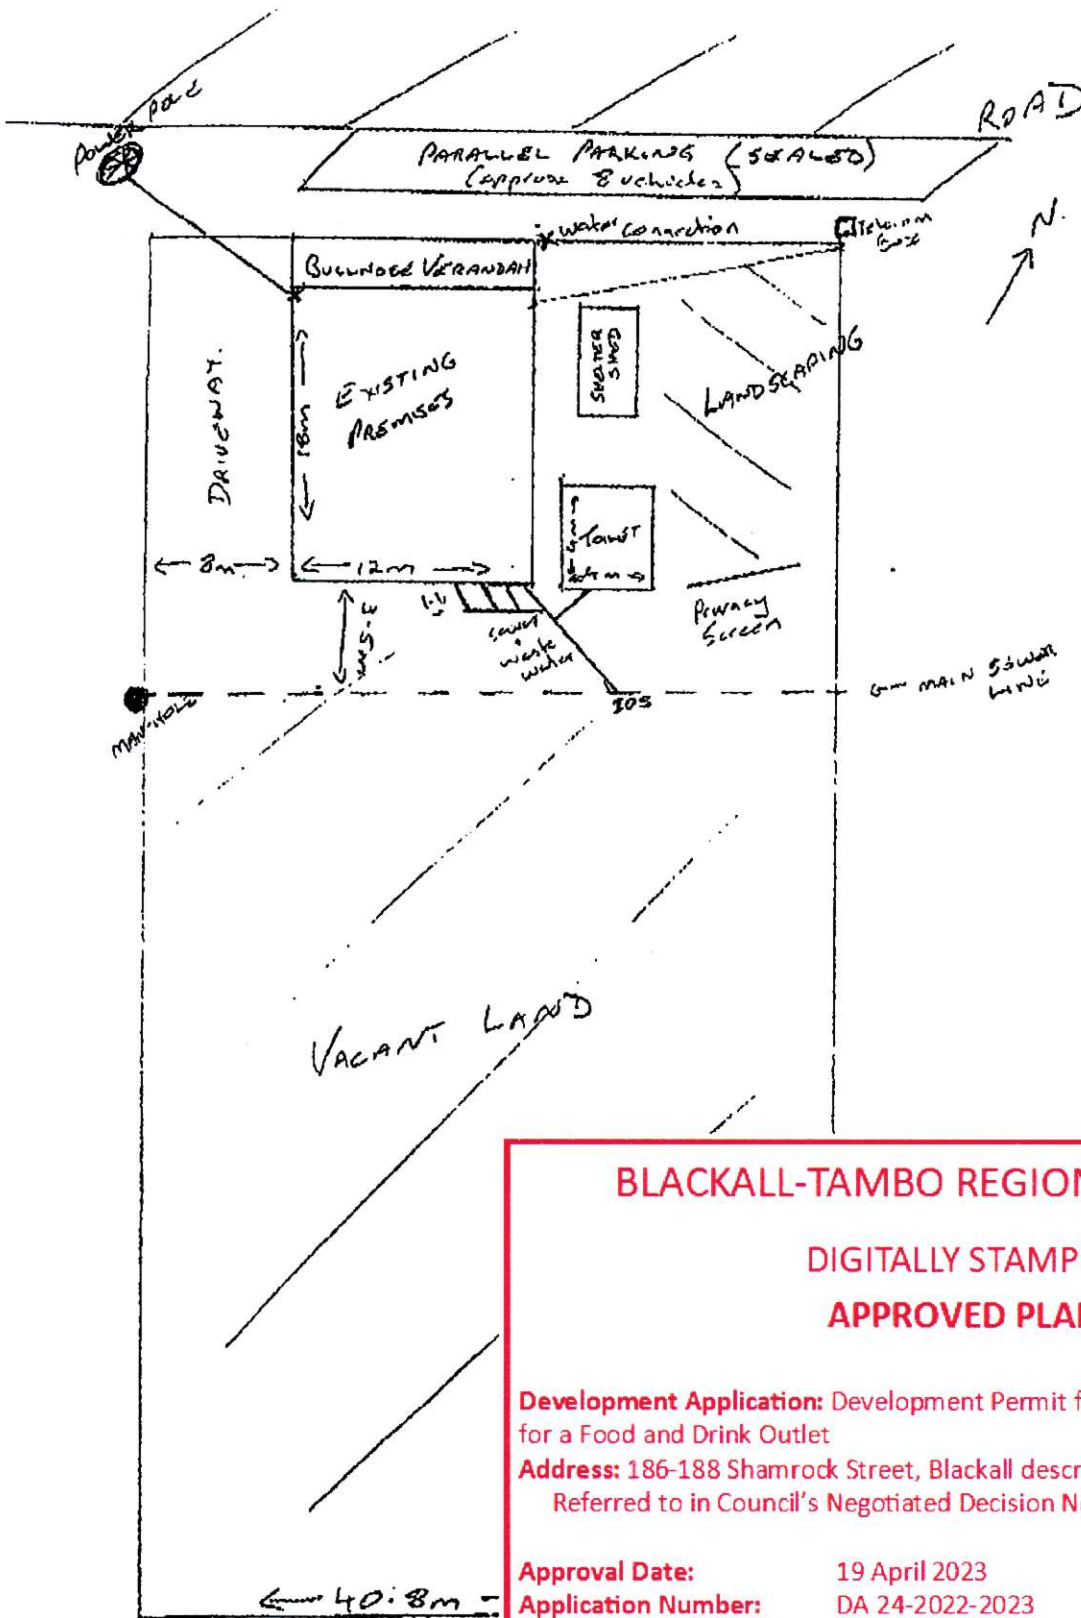 ROAD
Power Pole
PARALLEL PARKING (SEALED)
(approx 8 vehicles)
Water Connection
Telecom
Box
N.
BULLNOSE VERANDAH
SHELTER
SHED
LANDSCAPING
EXISTING
PREMISES
18m
DRIVEWAY.
8m
12m
Toilet
4m
4m
Privacy
Screen
sewer
+
waste
water
MAIN SEWER
LINE
MANHOLE
IOS
VACANT LAND
40.8m
BLACKALL-TAMBO REGION
DIGITALLY STAMP
APPROVED PLA
Development Application: Development Permit f
for a Food and Drink Outlet
Address: 186-188 Shamrock Street, Blackall descr
Referred to in Council's Negotiated Decision N
Approval Date: 19 April 2023
Application Number: DA 24-2022-2023